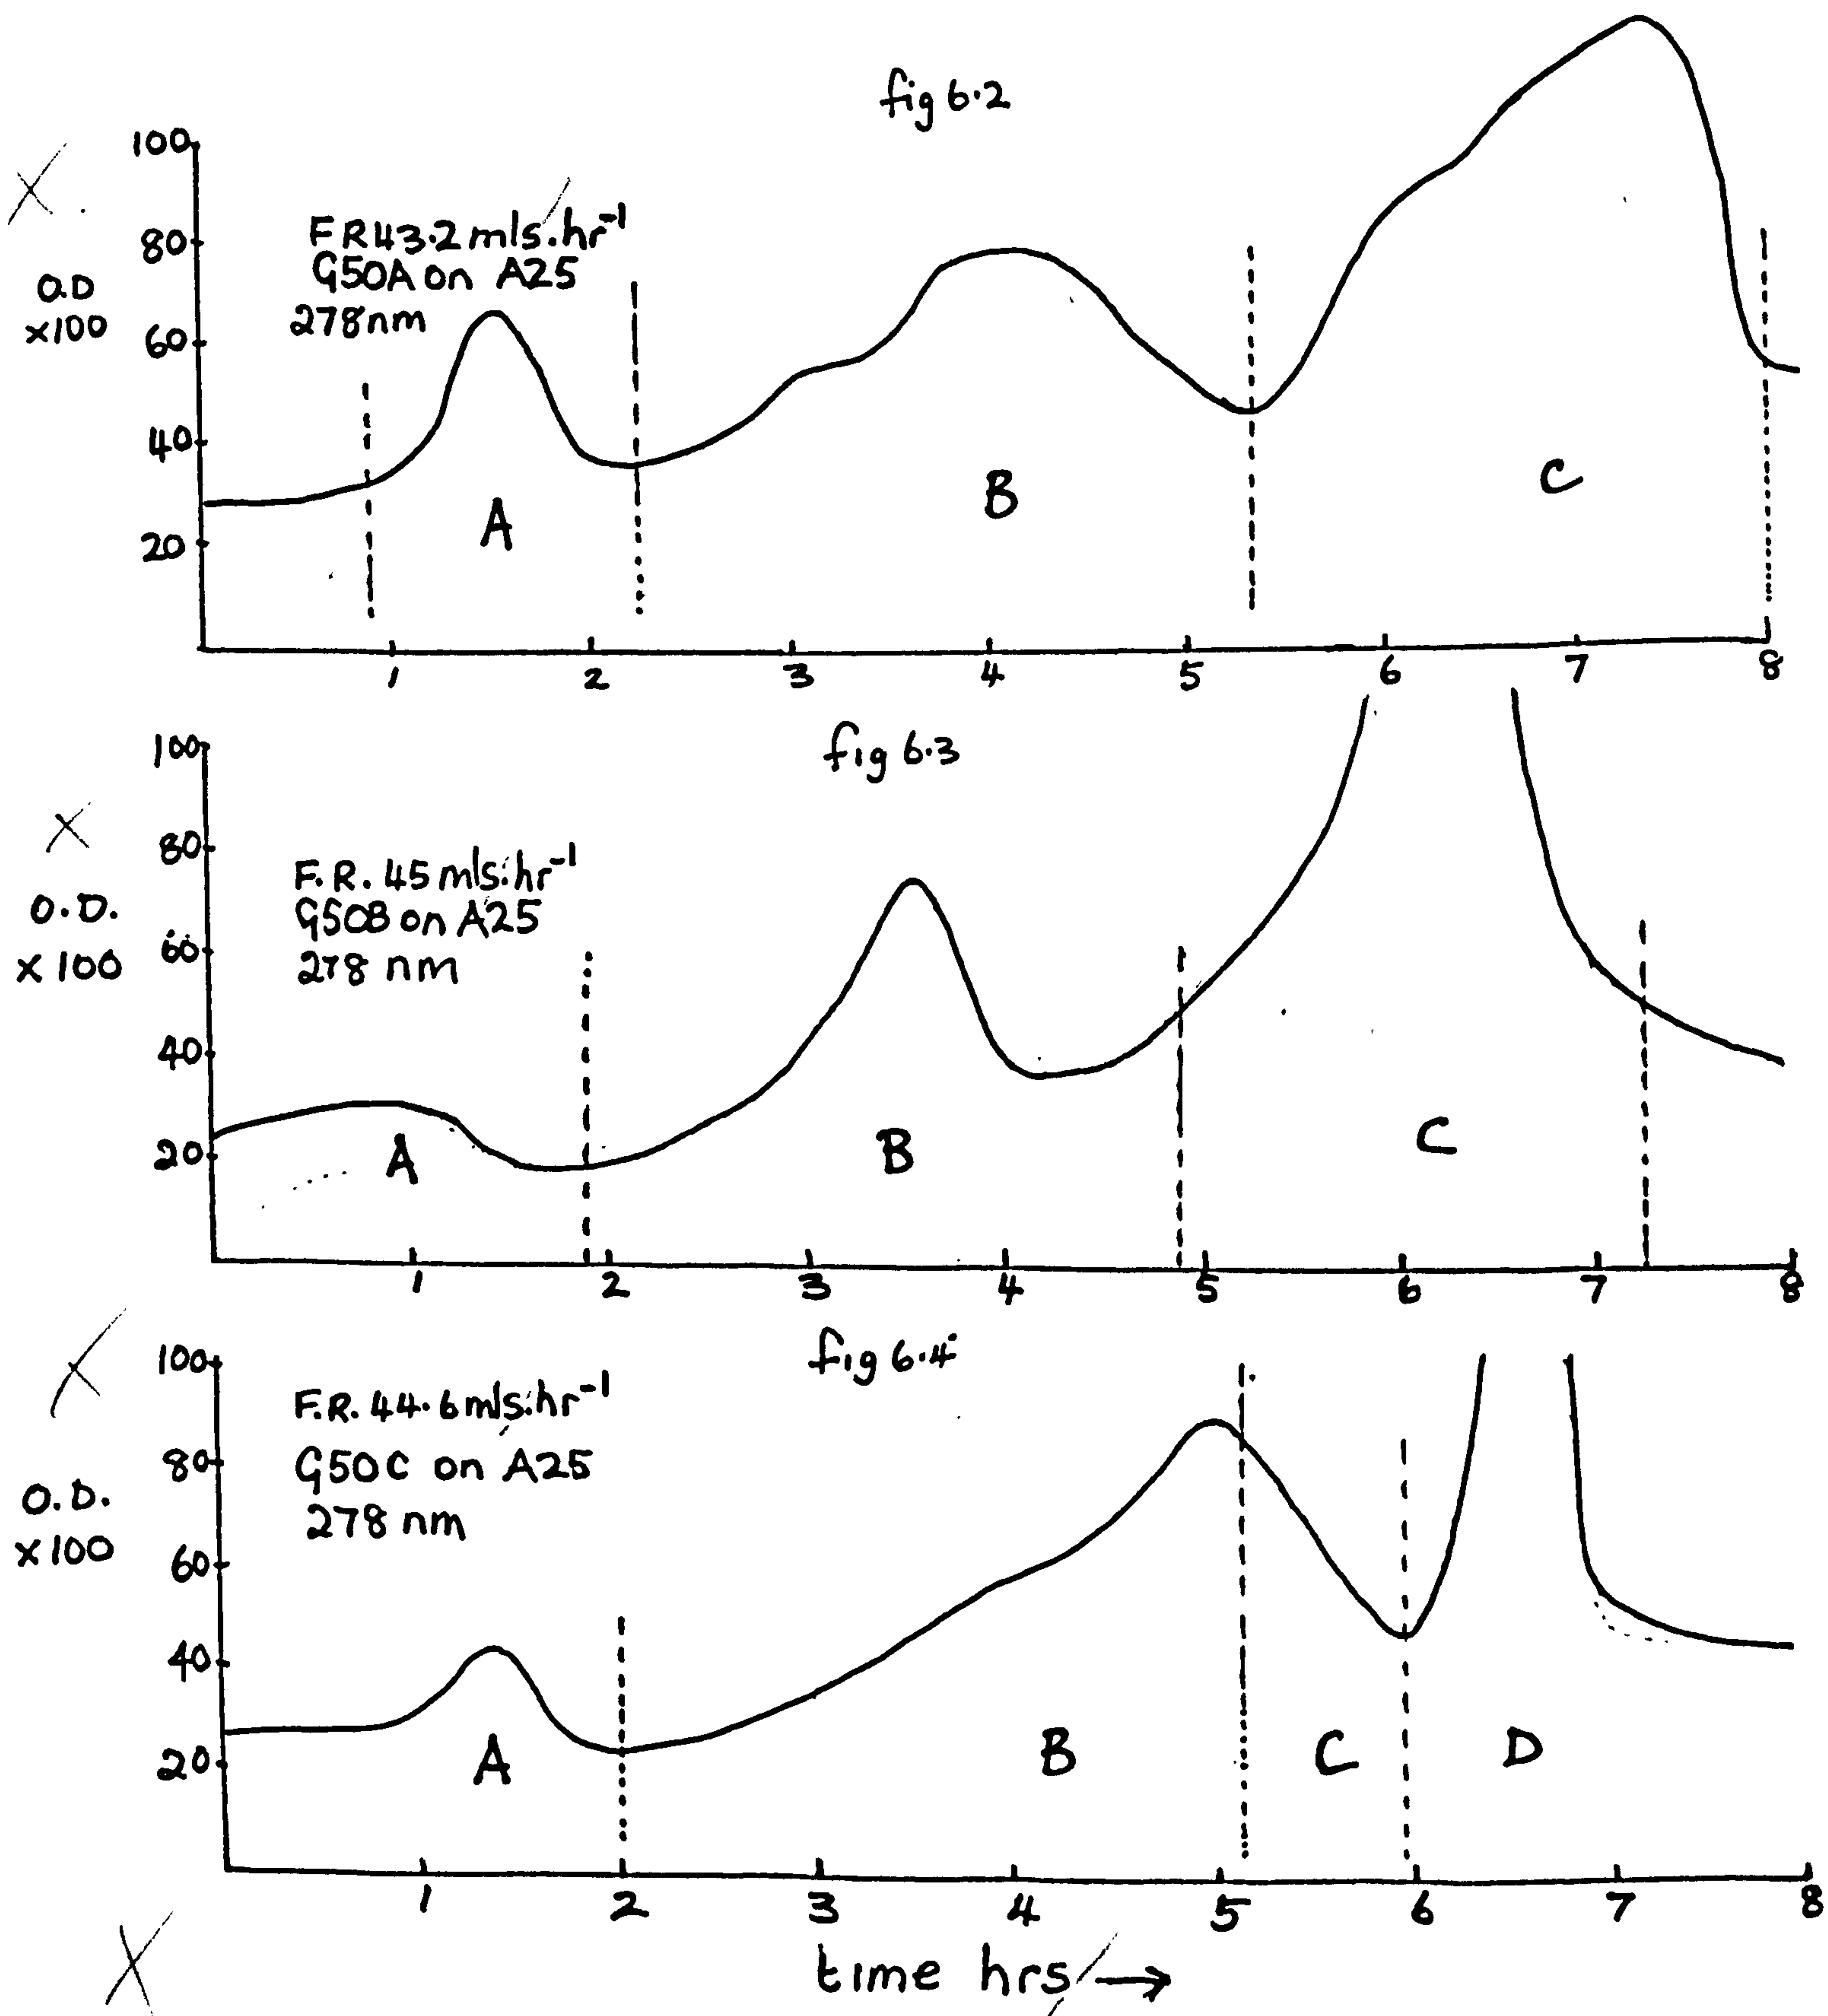 fig 6.2
100
80
60
40
20
O.D
x100
FR 43.2 mls.hr⁻¹
G50A on A25
278nm
A
B
C
1 2 3 4 5 6 7 8
fig 6.3
100
80
60
40
20
O.D.
x 100
F.R. 45 mls.hr⁻¹
G50B on A25
278 nm
A
B
C
1 2 3 4 5 6 7 8
fig 6.4
100
80
60
40
20
O.D.
x100
F.R. 44.6 mls.hr⁻¹
G50C on A25
278 nm
A
B
C
D
1 2 3 4 5 6 7 8
time hrs →